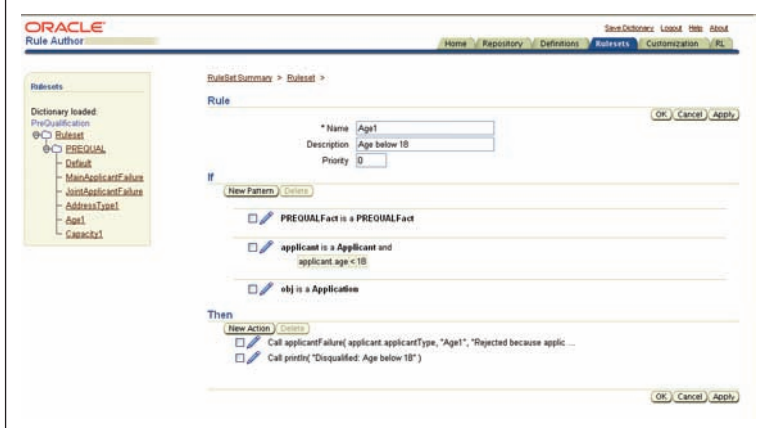 ORACLE
Rule Author
Save Dictionary Logout Help About
Home Repository Definitions Rulesets Customization RL
Rulesets
Dictionary loaded:
PreQualification
Ruleset
PREQUAL
Default
MainApplicantFailure
JointApplicantFailure
AddressType1
Age1
Capacity1
RuleSet Summary > Ruleset >
Rule
OK Cancel Apply
* Name Age1
Description Age below 18
Priority 0
If
New Pattern Delete
PREQUALFact is a PREQUALFact
applicant is a Applicant and
applicant.age < 18
obj is a Application
Then
New Action Delete
Call applicantFailure( applicant.applicantType, "Age1", "Rejected because applic ...
Call println( "Disqualified: Age below 18" )
OK Cancel Apply